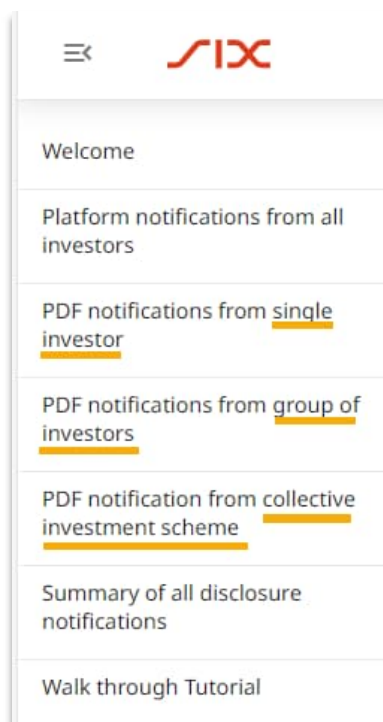 SIX
Welcome
Platform notifications from all
investors
PDF notifications from single
investor
PDF notifications from group of
investors
PDF notification from collective
investment scheme
Summary of all disclosure
notifications
Walk through Tutorial